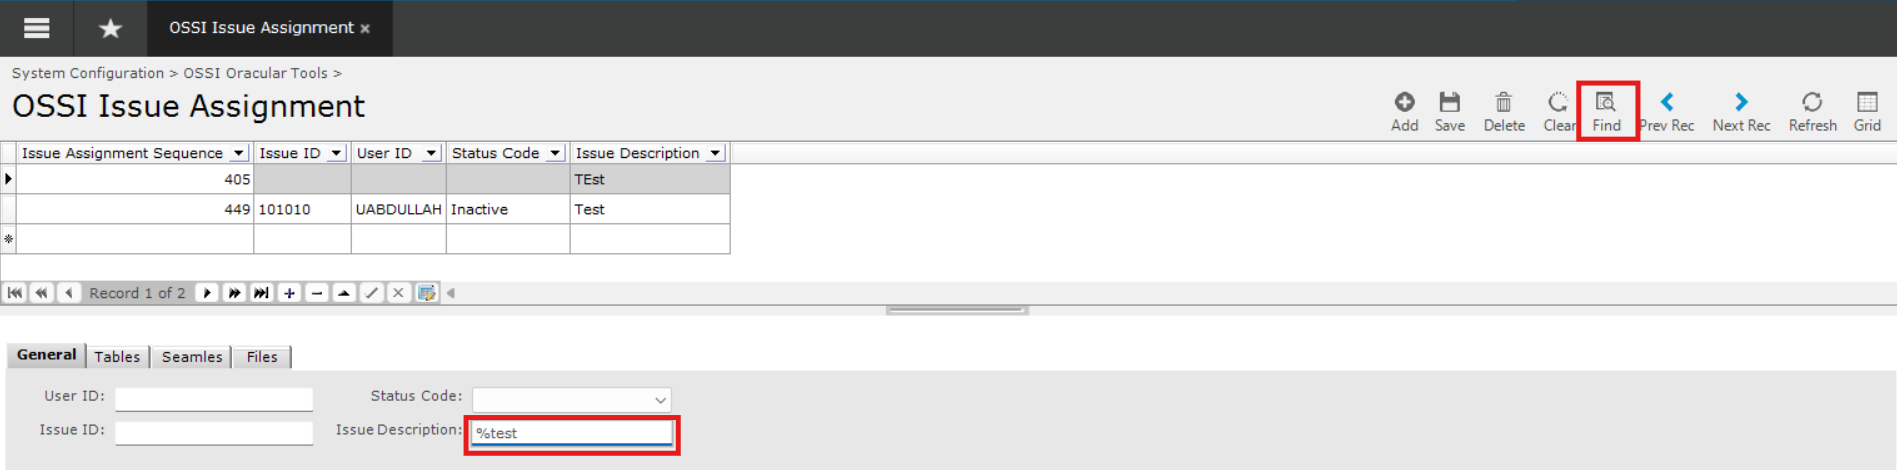 OSSI Issue Assignment ×
System Configuration > OSSI Oracular Tools >
OSSI Issue Assignment
Add Save Delete Clear Find Prev Rec Next Rec Refresh Grid
Issue Assignment Sequence Issue ID User ID Status Code Issue Description
405 TEst
449 101010 UABDULLAH Inactive Test
Record 1 of 2
General Tables Seamles Files
User ID: Status Code:
Issue ID: Issue Description: %test